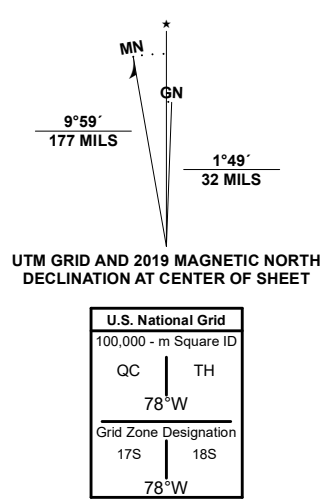 MN
GN
9°59´
177 MILS
1°49´
32 MILS
UTM GRID AND 2019 MAGNETIC NORTH
DECLINATION AT CENTER OF SHEET
U.S. National Grid
100,000 - m Square ID
QC TH
78°W
Grid Zone Designation
17S 18S
78°W